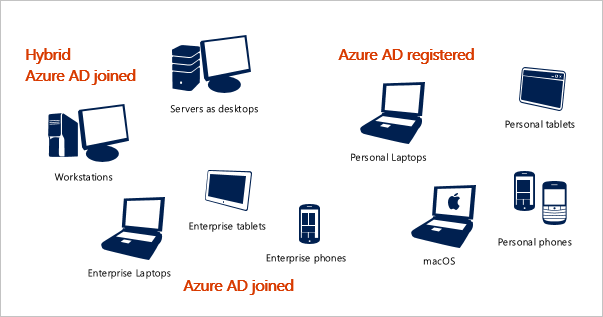 Hybrid
Azure AD joined
Servers as desktops
Workstations
Enterprise tablets
Enterprise Laptops
Enterprise phones
Azure AD joined
Azure AD registered
Personal tablets
Personal Laptops
macOS
Personal phones